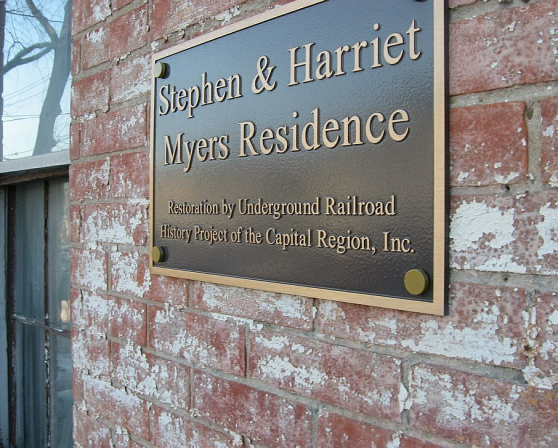 Stephen & Harriet
Myers Residence
Restoration by Underground Railroad
History Project of the Capital Region, Inc.